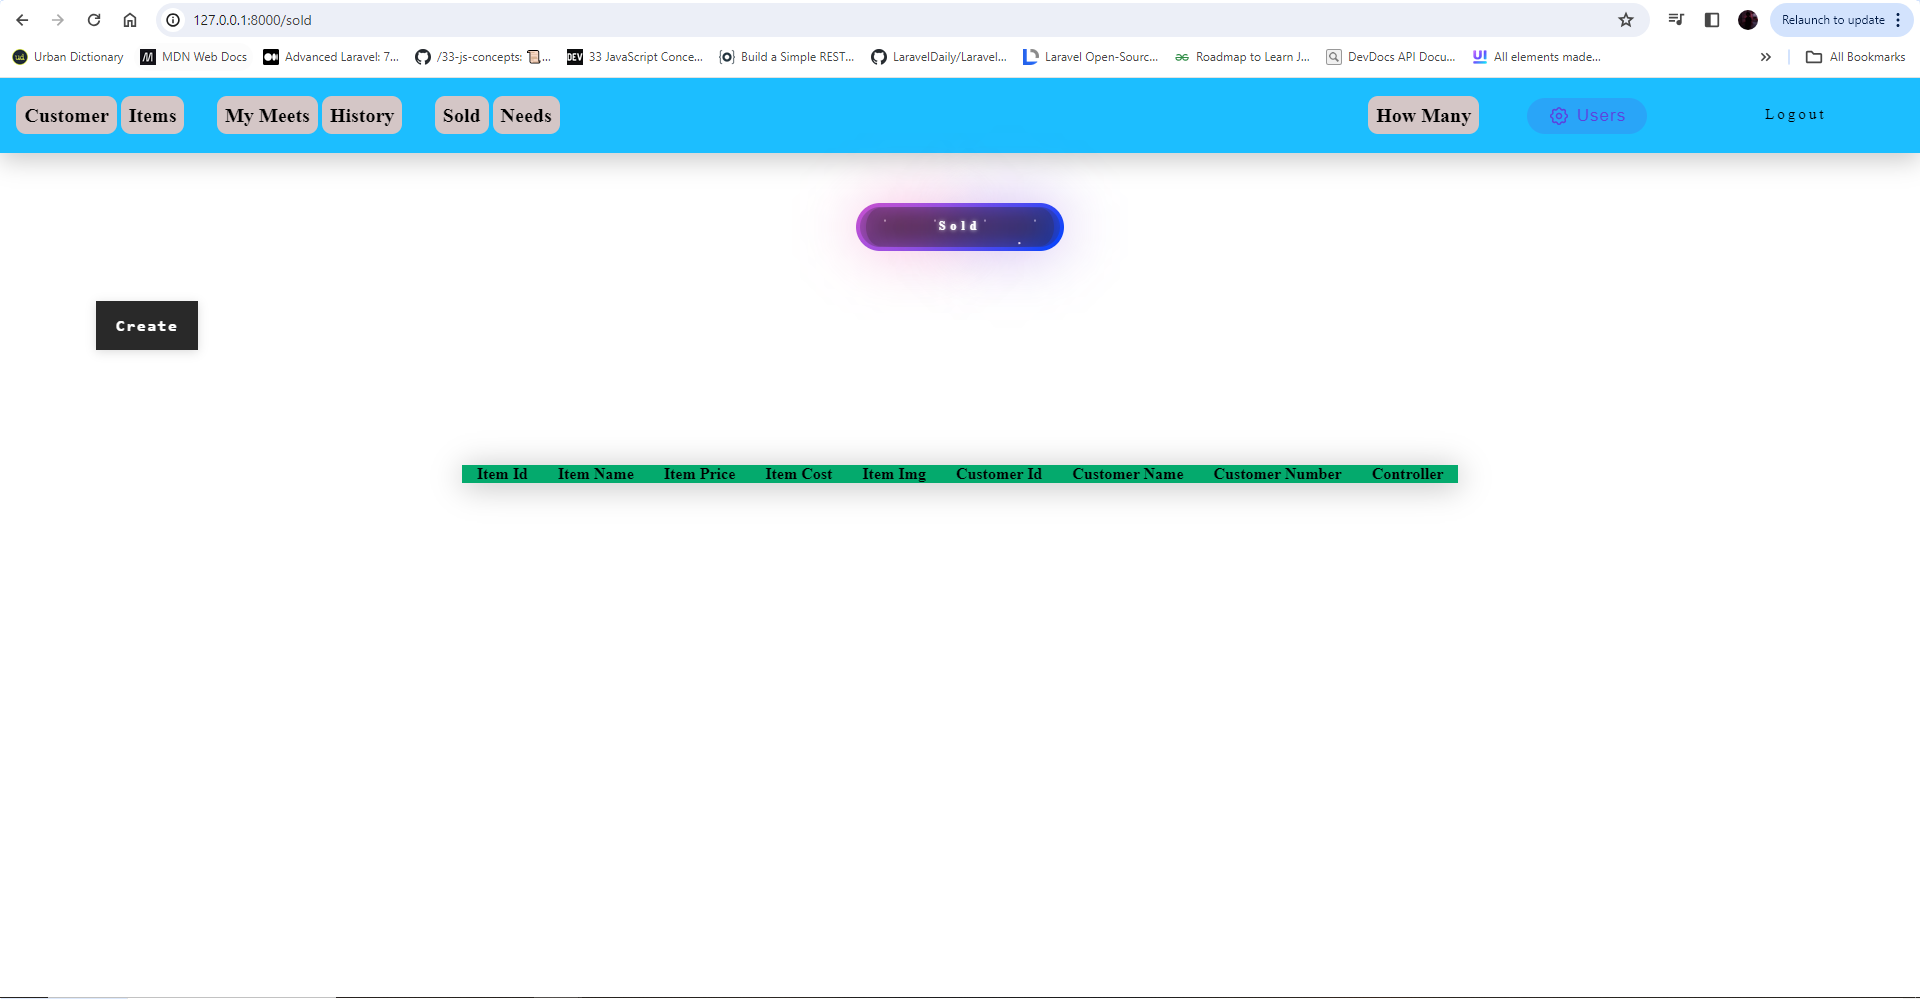 127.0.0.1:8000/sold
Relaunch to update
Urban Dictionary MDN Web Docs Advanced Laravel: 7... /33-js-concepts: 📜... DEV 33 JavaScript Conce... Build a Simple REST... LaravelDaily/Laravel... Laravel Open-Sourc... Roadmap to Learn J... DevDocs API Docu... UI All elements made... All Bookmarks
Customer Items My Meets History Sold Needs How Many Users Logout
Sold
Create
Item Id Item Name Item Price Item Cost Item Img Customer Id Customer Name Customer Number Controller